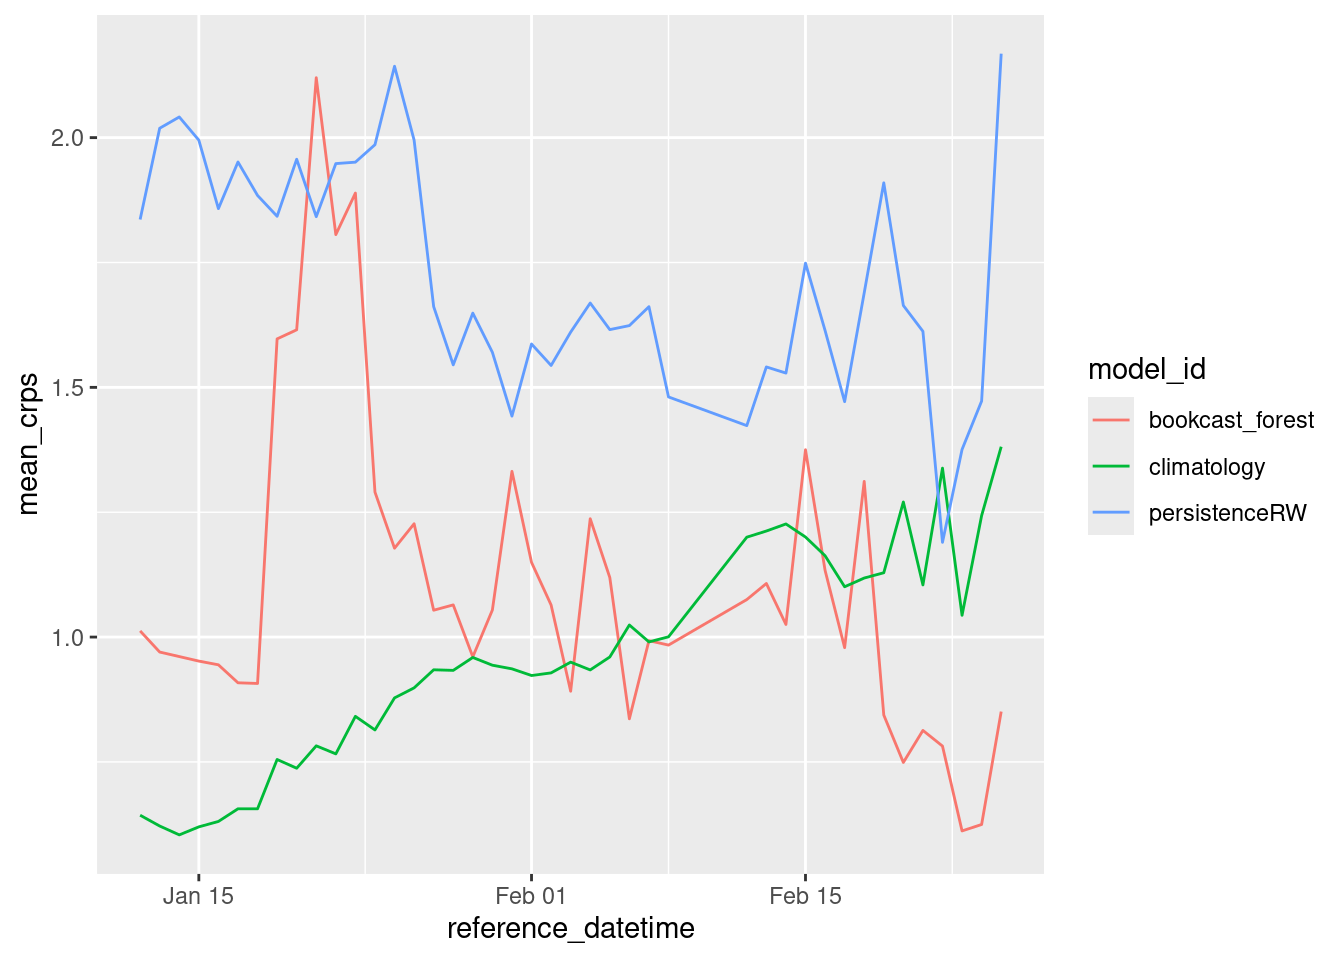 2.0
1.5
1.0
mean_crps
Jan 15
Feb 01
Feb 15
reference_datetime
model_id
bookcast_forest
climatology
persistenceRW